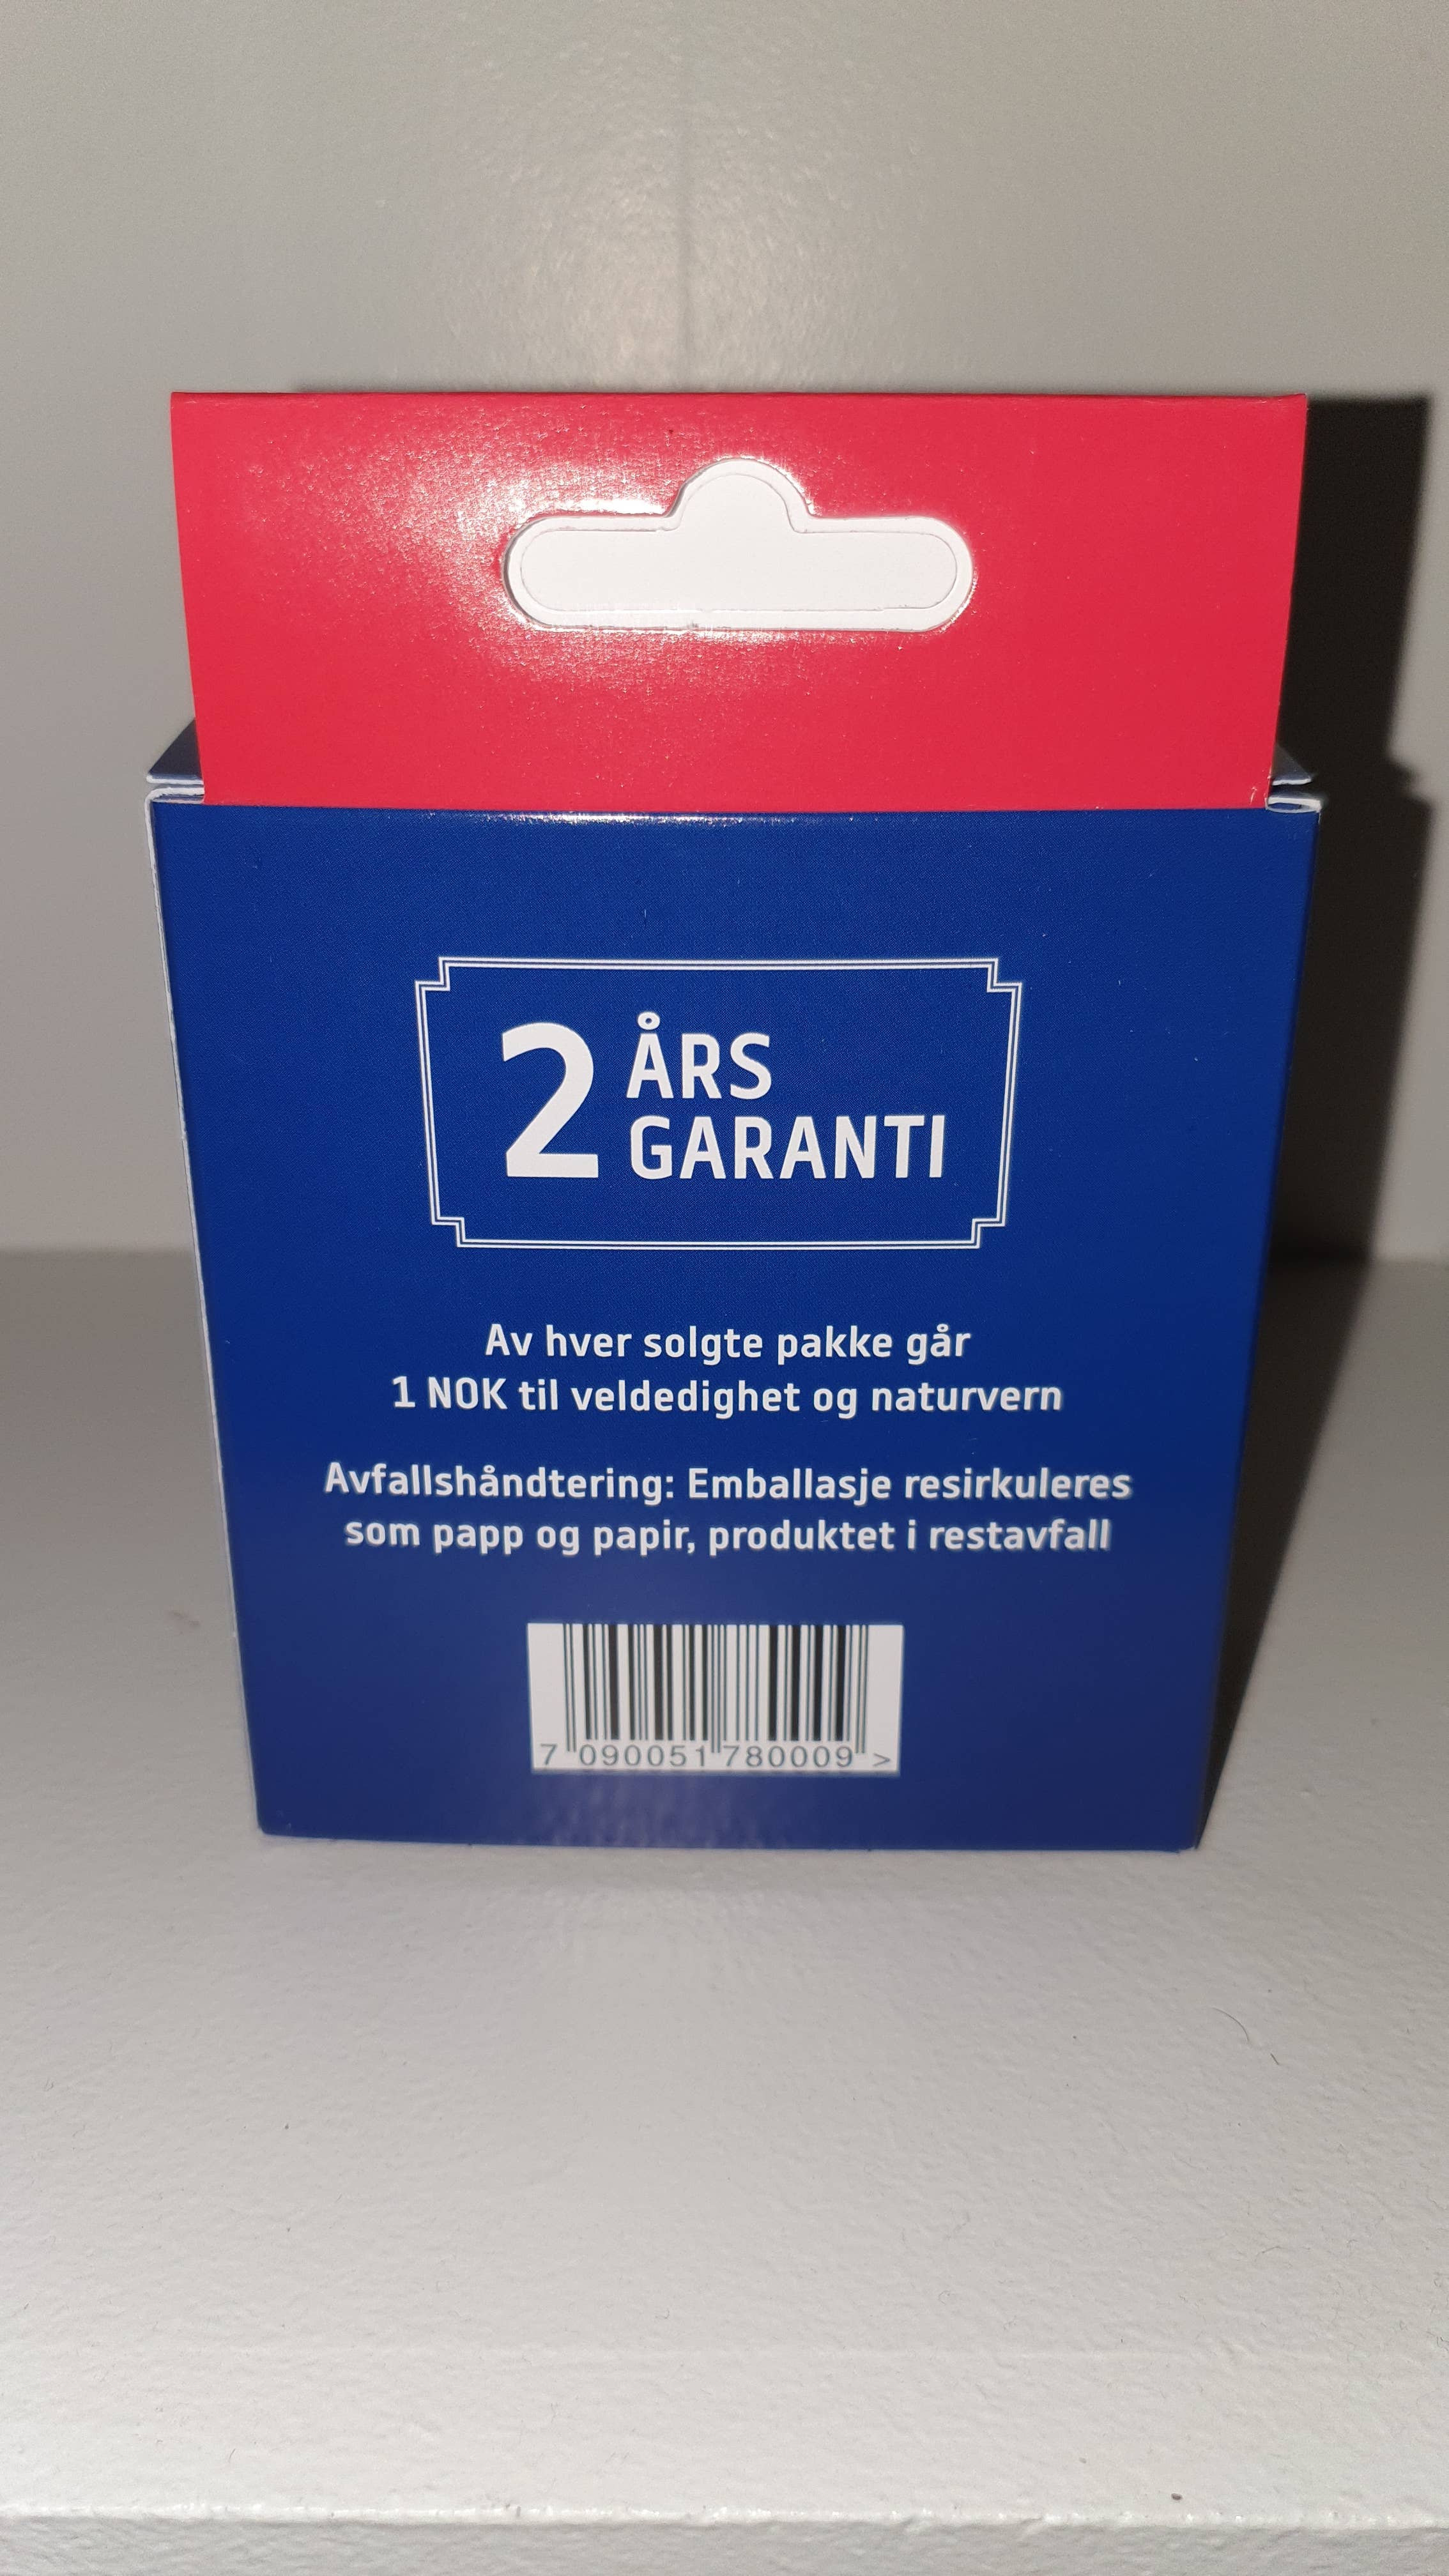 2 ÅRS
GARANTI
Av hver solgte pakke går
1 NOK til veldedighet og naturvern
Avfallshåndtering: Emballasje resirkuleres
som papp og papir, produktet i restavfall
7 090051 780009 >